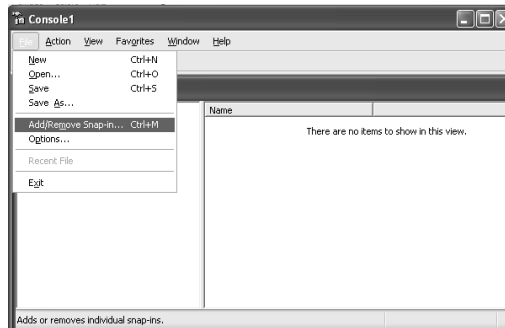 Console1
File Action View Favorites Window Help
New Ctrl+N
Open... Ctrl+O
Save Ctrl+S
Save As...
Add/Remove Snap-in... Ctrl+M
Options...
Recent File
Exit
Name
There are no items to show in this view.
Adds or removes individual snap-ins.